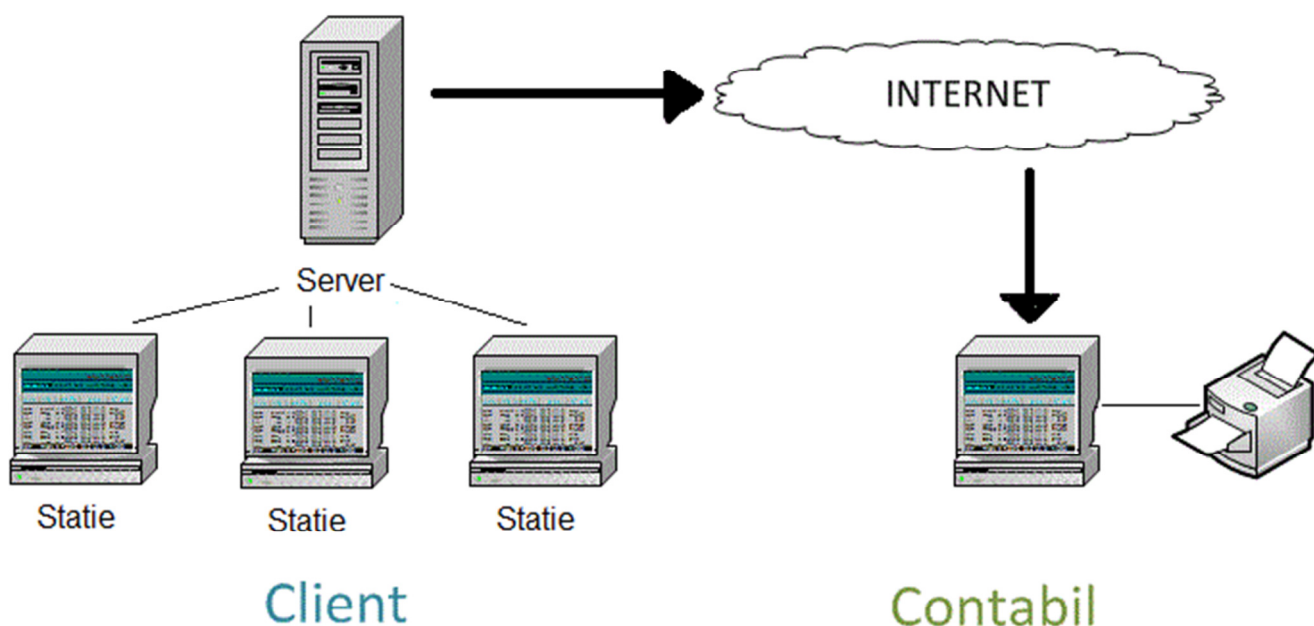 INTERNET
Server
Statie
Statie
Statie
Client
Contabil